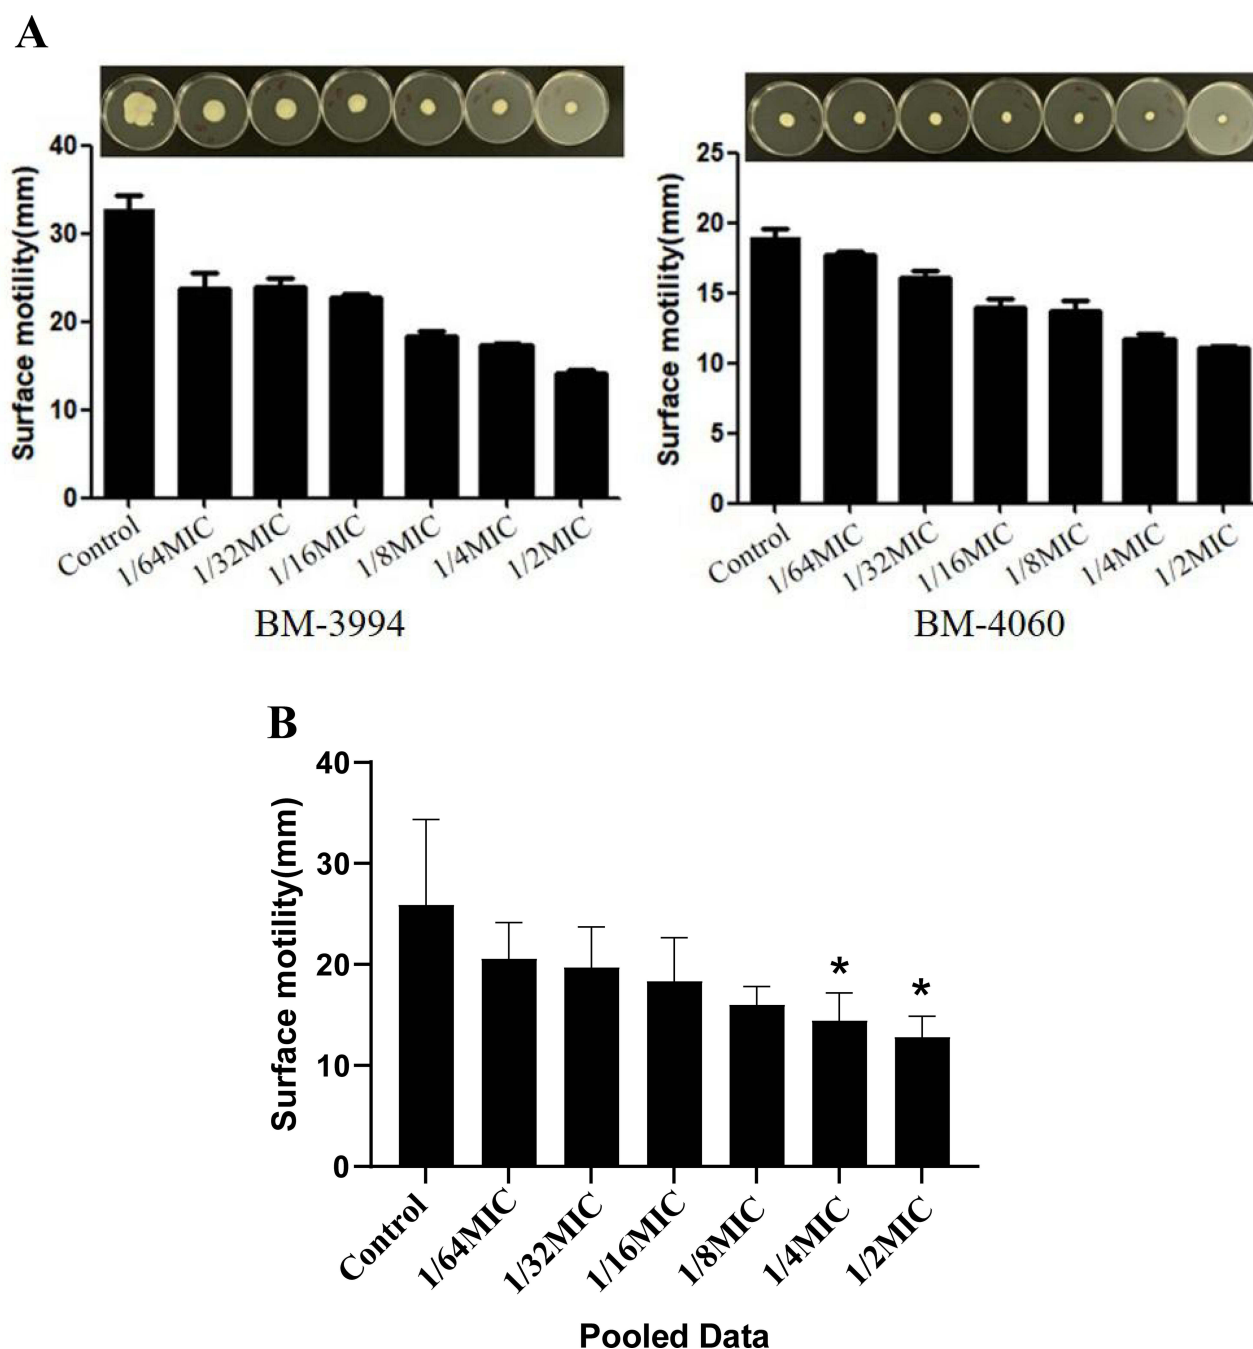 A
Surface motility(mm)
40
30
20
10
0
Control
1/64MIC
1/32MIC
1/16MIC
1/8MIC
1/4MIC
1/2MIC
BM-3994
Surface motility(mm)
25
20
15
10
5
0
Control
1/64MIC
1/32MIC
1/16MIC
1/8MIC
1/4MIC
1/2MIC
BM-4060
B
Surface motility(mm)
40
30
20
10
0
*
*
Control
1/64MIC
1/32MIC
1/16MIC
1/8MIC
1/4MIC
1/2MIC
Pooled Data